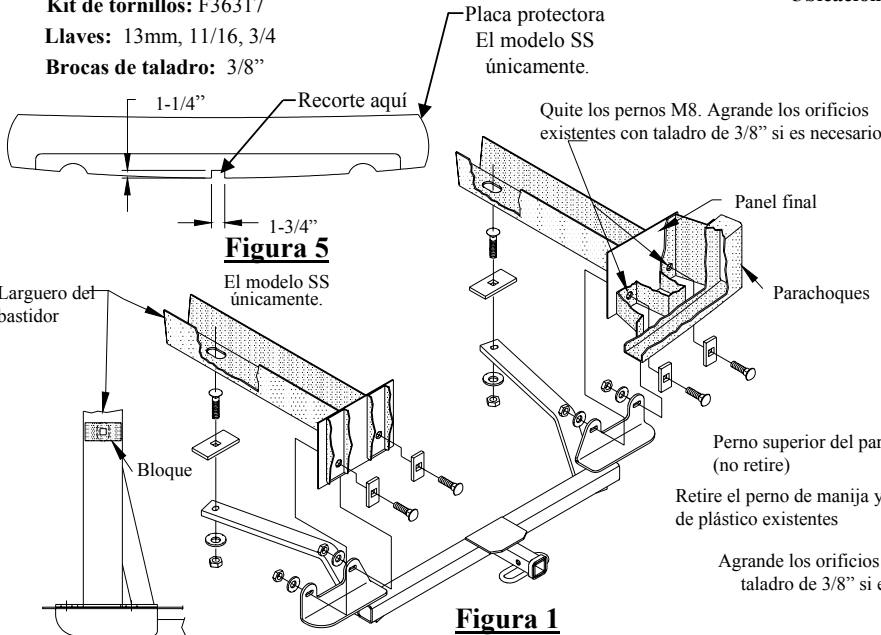 Kit de tornillos: F36317
Llaves: 13mm, 11/16, 3/4
Brocas de taladro: 3/8”
Placa protectora
El modelo SS
únicamente.
1-1/4”
Recorte aquí
1-3/4”
Figura 5
El modelo SS
únicamente.
Quite los pernos M8. Agrande los orificios
existentes con taladro de 3/8” si es necesario
Panel final
Parachoques
Larguero del
bastidor
Bloque
Perno superior del
(no retire)
Retire el perno de manija y
de plástico existentes
Agrande los orificios
taladro de 3/8” si
Figura 1